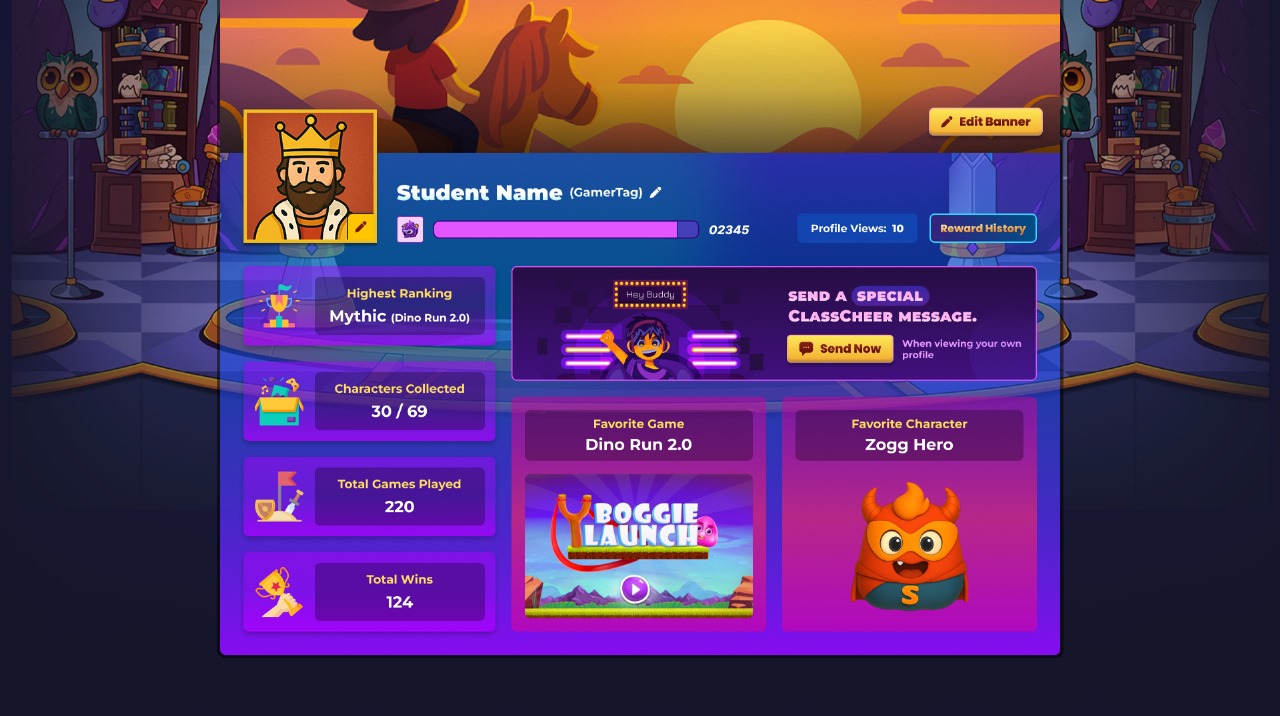 Edit Banner
Student Name (GamerTag)
02345
Profile Views: 10
Reward History
Highest Ranking
Mythic (Dino Run 2.0)
Characters Collected
30 / 69
Total Games Played
220
Total Wins
124
Hey Buddy
SEND A SPECIAL
CLASSCHEER MESSAGE.
Send Now
When viewing your own
profile
Favorite Game
Dino Run 2.0
BOGGIE
LAUNCH
Favorite Character
Zogg Hero
S